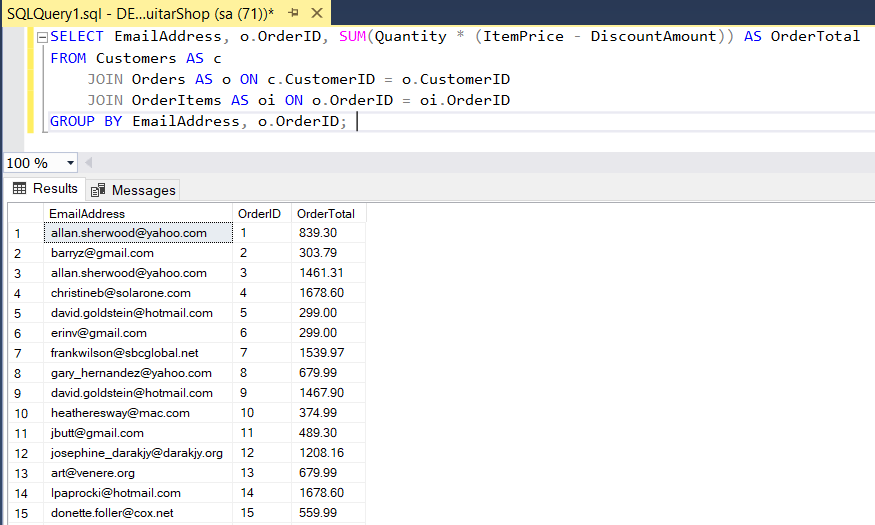 SQLQuery1.sql - DE...uitarShop (sa (71))*
SELECT EmailAddress, o.OrderID, SUM(Quantity * (ItemPrice - DiscountAmount)) AS OrderTotal
FROM Customers AS c
JOIN Orders AS o ON c.CustomerID = o.CustomerID
JOIN OrderItems AS oi ON o.OrderID = oi.OrderID
GROUP BY EmailAddress, o.OrderID;
100 %
Results Messages
EmailAddress OrderID OrderTotal
1 allan.sherwood@yahoo.com 1 839.30
2 barryz@gmail.com 2 303.79
3 allan.sherwood@yahoo.com 3 1461.31
4 christineb@solarone.com 4 1678.60
5 david.goldstein@hotmail.com 5 299.00
6 erinv@gmail.com 6 299.00
7 frankwilson@sbcglobal.net 7 1539.97
8 gary_hernandez@yahoo.com 8 679.99
9 david.goldstein@hotmail.com 9 1467.90
10 heatheresway@mac.com 10 374.99
11 jbutt@gmail.com 11 489.30
12 josephine_darakjy@darakjy.org 12 1208.16
13 art@venere.org 13 679.99
14 lpaprocki@hotmail.com 14 1678.60
15 donette.foller@cox.net 15 559.99